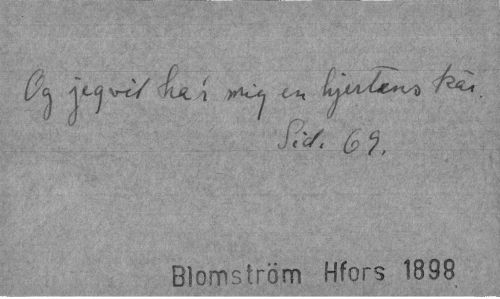 Og jeg vil ha'r mig en hjertens kär.
Sid. 69.
Blomström Hfors 1898